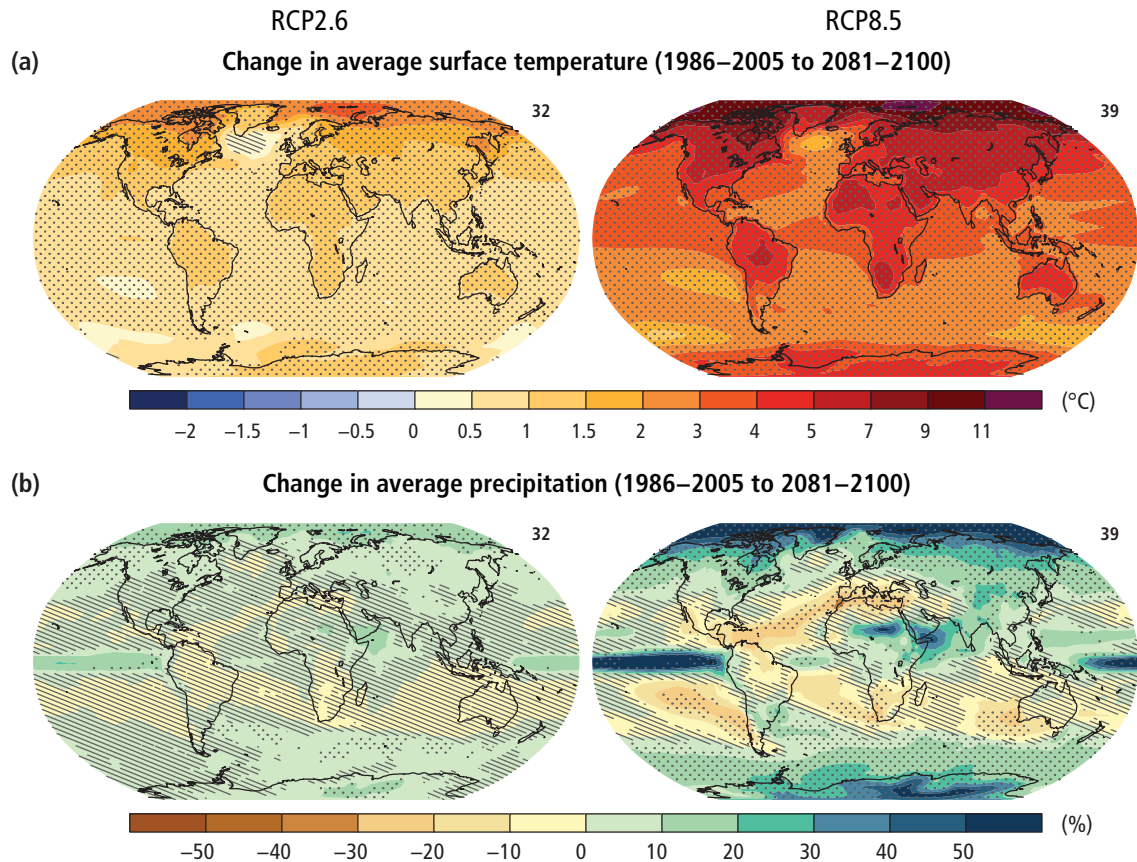 RCP2.6 RCP8.5
(a) Change in average surface temperature (1986–2005 to 2081–2100)
32 39
(°C)
−2 −1.5 −1 −0.5 0 0.5 1 1.5 2 3 4 5 7 9 11
(b) Change in average precipitation (1986–2005 to 2081–2100)
32 39
(%)
−50 −40 −30 −20 −10 0 10 20 30 40 50